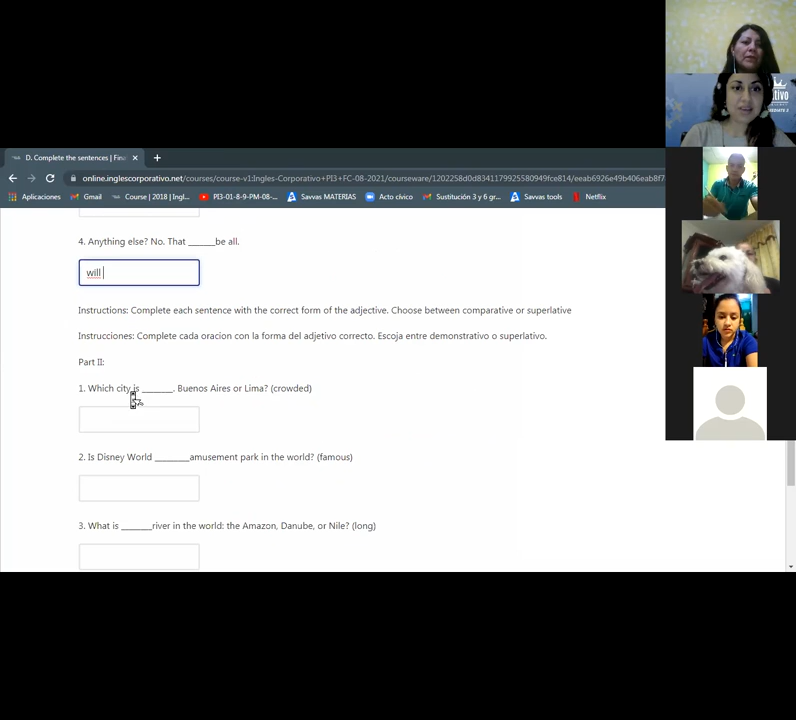 D. Complete the sentences | Fina
online.inglescorporativo.net/courses/course-v1:Ingles-Corporativo+PI3+FC-08-2021/courseware/1202258d0d8341179925580949fce814/eeab6926e49b406eab8f7
Aplicaciones Gmail Course | 2018 | Ingl... PI3-01-8-9-PM-08-... Savvas MATERIAS Acto cívico Sustitución 3 y 6 gr... Savvas tools Netflix
4. Anything else? No. That ______be all.
will
Instructions: Complete each sentence with the correct form of the adjective. Choose between comparative or superlative
Instrucciones: Complete cada oracion con la forma del adjetivo correcto. Escoja entre demonstrativo o superlativo.
Part II:
1. Which city is _______. Buenos Aires or Lima? (crowded)
2. Is Disney World ________amusement park in the world? (famous)
3. What is _______river in the world: the Amazon, Danube, or Nile? (long)